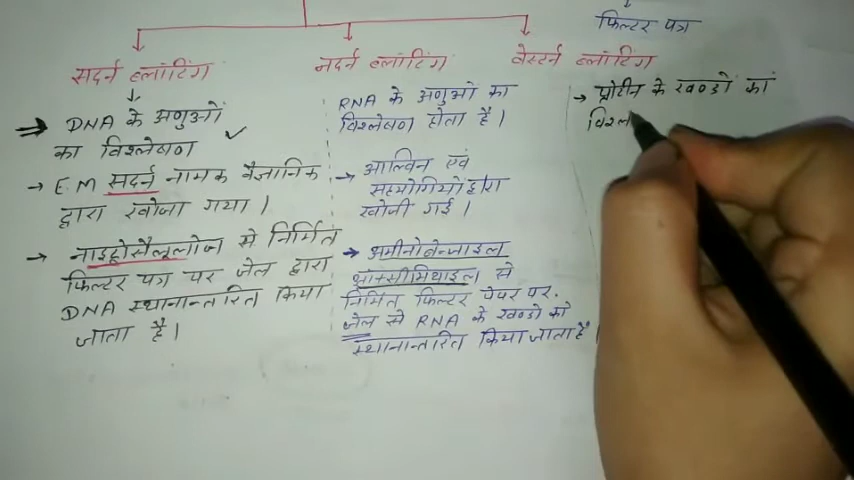 फिल्टर पत्र
सदर्न ब्लॉटिंग
नदर्न ब्लॉटिंग
वेस्टर्न ब्लॉटिंग
DNA के अणुओं
का विश्लेषण
→ E.M सदर्न नामक वैज्ञानिक
द्वारा खोजा गया।
→ नाइट्रोसैलूलोज से निर्मित
फिल्टर पत्र पर जेल द्वारा
DNA स्थानान्तरित किया
जाता है।
RNA के अणुओं का
विश्लेषण होता है।
→ आल्विन एवं
सहयोगियों द्वारा
खोजी गई।
→ अमीनोबेन्जाइल
ऑक्सीमिथाइल से
निर्मित फिल्टर पेपर पर.
जेल से RNA के खण्डो को
स्थानान्तरित किया जाता है।
→ प्रोटीन के खण्डों का
विश्ल